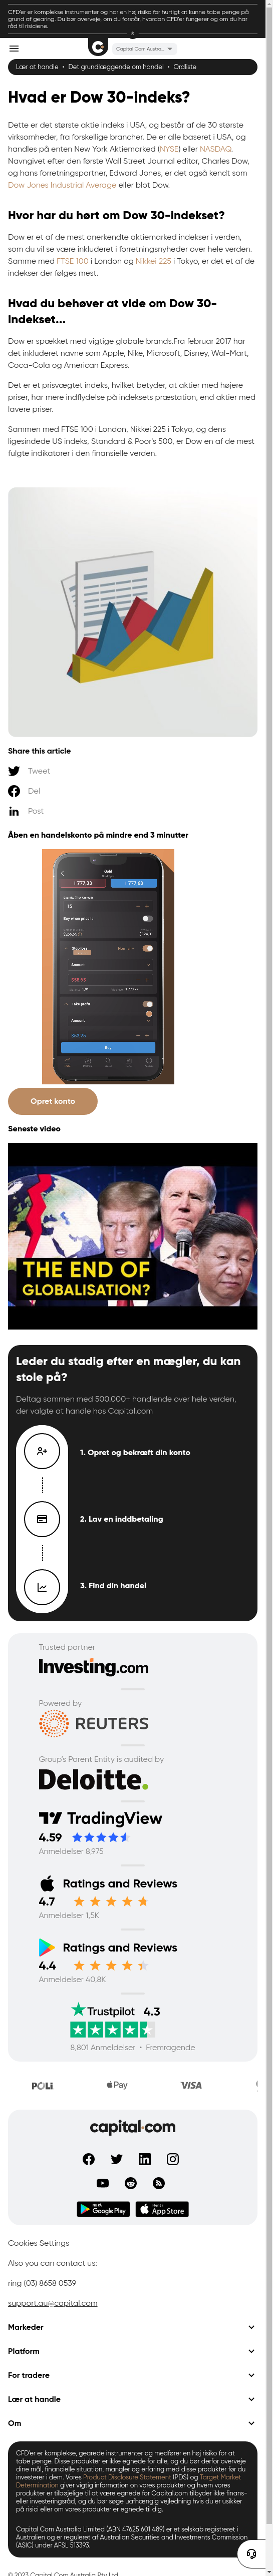 CFD'er er komplekse instrumenter og har en høj risiko for hurtigt at kunne tabe penge på
grund af gearing. Du bør overveje, om du forstår, hvordan CFD'er fungerer og om du har
råd til risiciene.
x
Capital Com Austra..
Lær at handle • Det grundlæggende om handel • Ordliste
Hvad er Dow 30-indeks?
Dette er det største aktie indeks i USA, og består af de 30 største
virksomheder, fra forskellige brancher. De er alle baseret i USA, og
handles på enten New York Aktiemarked (NYSE) eller NASDAQ.
Navngivet efter den første Wall Street Journal editor, Charles Dow,
og hans forretningspartner, Edward Jones, er det også kendt som
Dow Jones Industrial Average eller blot Dow.
Hvor har du hørt om Dow 30-indekset?
Dow er et af de mest anerkendte aktiemarked indekser i verden,
som du vil se være inkluderet i forretningsnyheder over hele verden.
Samme med FTSE 100 i London og Nikkei 225 i Tokyo, er det et af de
indekser der følges mest.
Hvad du behøver at vide om Dow 30-
indekset...
Dow er spækket med vigtige globale brands.Fra februar 2017 har
det inkluderet navne som Apple, Nike, Microsoft, Disney, Wal-Mart,
Coca-Cola og American Express.
Det er et prisvægtet indeks, hvilket betyder, at aktier med højere
priser, har mere indflydelse på indeksets præstation, end aktier med
lavere priser.
Sammen med FTSE 100 i London, Nikkei 225 i Tokyo, og dens
ligesindede US indeks, Standard & Poor's 500, er Dow en af de mest
fulgte indikatorer i den finansielle verden.
Share this article
Tweet
Del
Post
Åben en handelskonto på mindre end 3 minutter
Gold
1 777,33
1 777,63
15
Buy when price is
Stop loss
Normal
Amount
Take profit
Amount
Buy
Opret konto
Seneste video
THE END OF
GLOBALISATION?
Leder du stadig efter en mægler, du kan
stole på?
Deltag sammen med 500.000+ handlende over hele verden,
der valgte at handle hos Capital.com
1. Opret og bekræft din konto
2. Lav en inddbetaling
3. Find din handel
Trusted partner
Investing.com
Powered by
REUTERS
Group's Parent Entity is audited by
Deloitte.
TradingView
4.59
Anmeldelser 8,975
Ratings and Reviews
4.7
Anmeldelser 1,5K
Ratings and Reviews
4.4
Anmeldelser 40,8K
Trustpilot 4.3
8,801 Anmeldelser • Fremragende
POLi
Pay
VISA
capital.com
Google Play
App Store
Cookies Settings
Also you can contact us:
ring (03) 8658 0539
support.au@capital.com
Markeder
Platform
For tradere
Lær at handle
Om
CFD'er er komplekse, gearede instrumenter og medfører en høj risiko for at
tabe penge. Disse produkter er ikke egnede for alle, og du bør derfor overveje
dine mål, finansielle situation, mangler og erfaring med disse produkter før du
investerer i dem. Vores Product Disclosure Statement (PDS) og Target Market
Determination giver vigtig information on vores produkter og hvem vores
produkter er tilgængelige til at være egnede for Capital.com tilbyder ikke finans-
eller investeringsråd, og du bør søge uafhængig vejledning hvis du er usikker
på risici eller om vores produkter er egnede til dig.
Capital Com Australia Limited (ABN 47625 601 489) er et selskab registreret i
Australien og er reguleret af Australian Securities and Investments Commission
(ASIC) under AFSL 513393.
© 2023 Capital Com Australia Pty Ltd